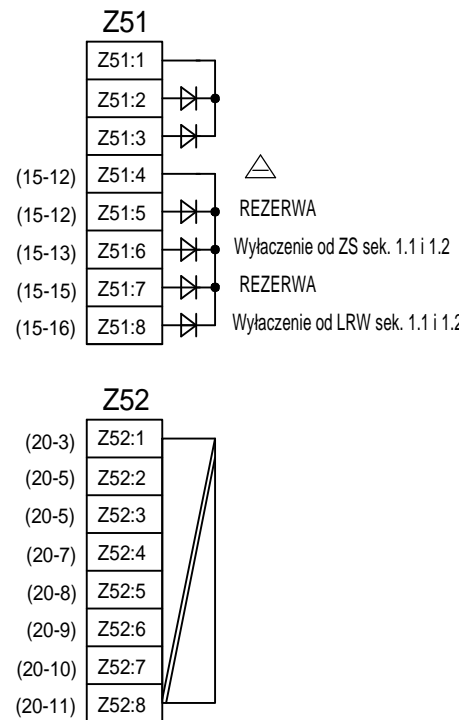 Z51
Z51:1
Z51:2
Z51:3
(15-12) Z51:4
(15-12) Z51:5 REZERWA
(15-13) Z51:6 Wyłaczenie od ZS sek. 1.1 i 1.2
(15-15) Z51:7 REZERWA
(15-16) Z51:8 Wyłaczenie od LRW sek. 1.1 i 1.2
Z52
(20-3) Z52:1
(20-5) Z52:2
(20-5) Z52:3
(20-7) Z52:4
(20-8) Z52:5
(20-9) Z52:6
(20-10) Z52:7
(20-11) Z52:8